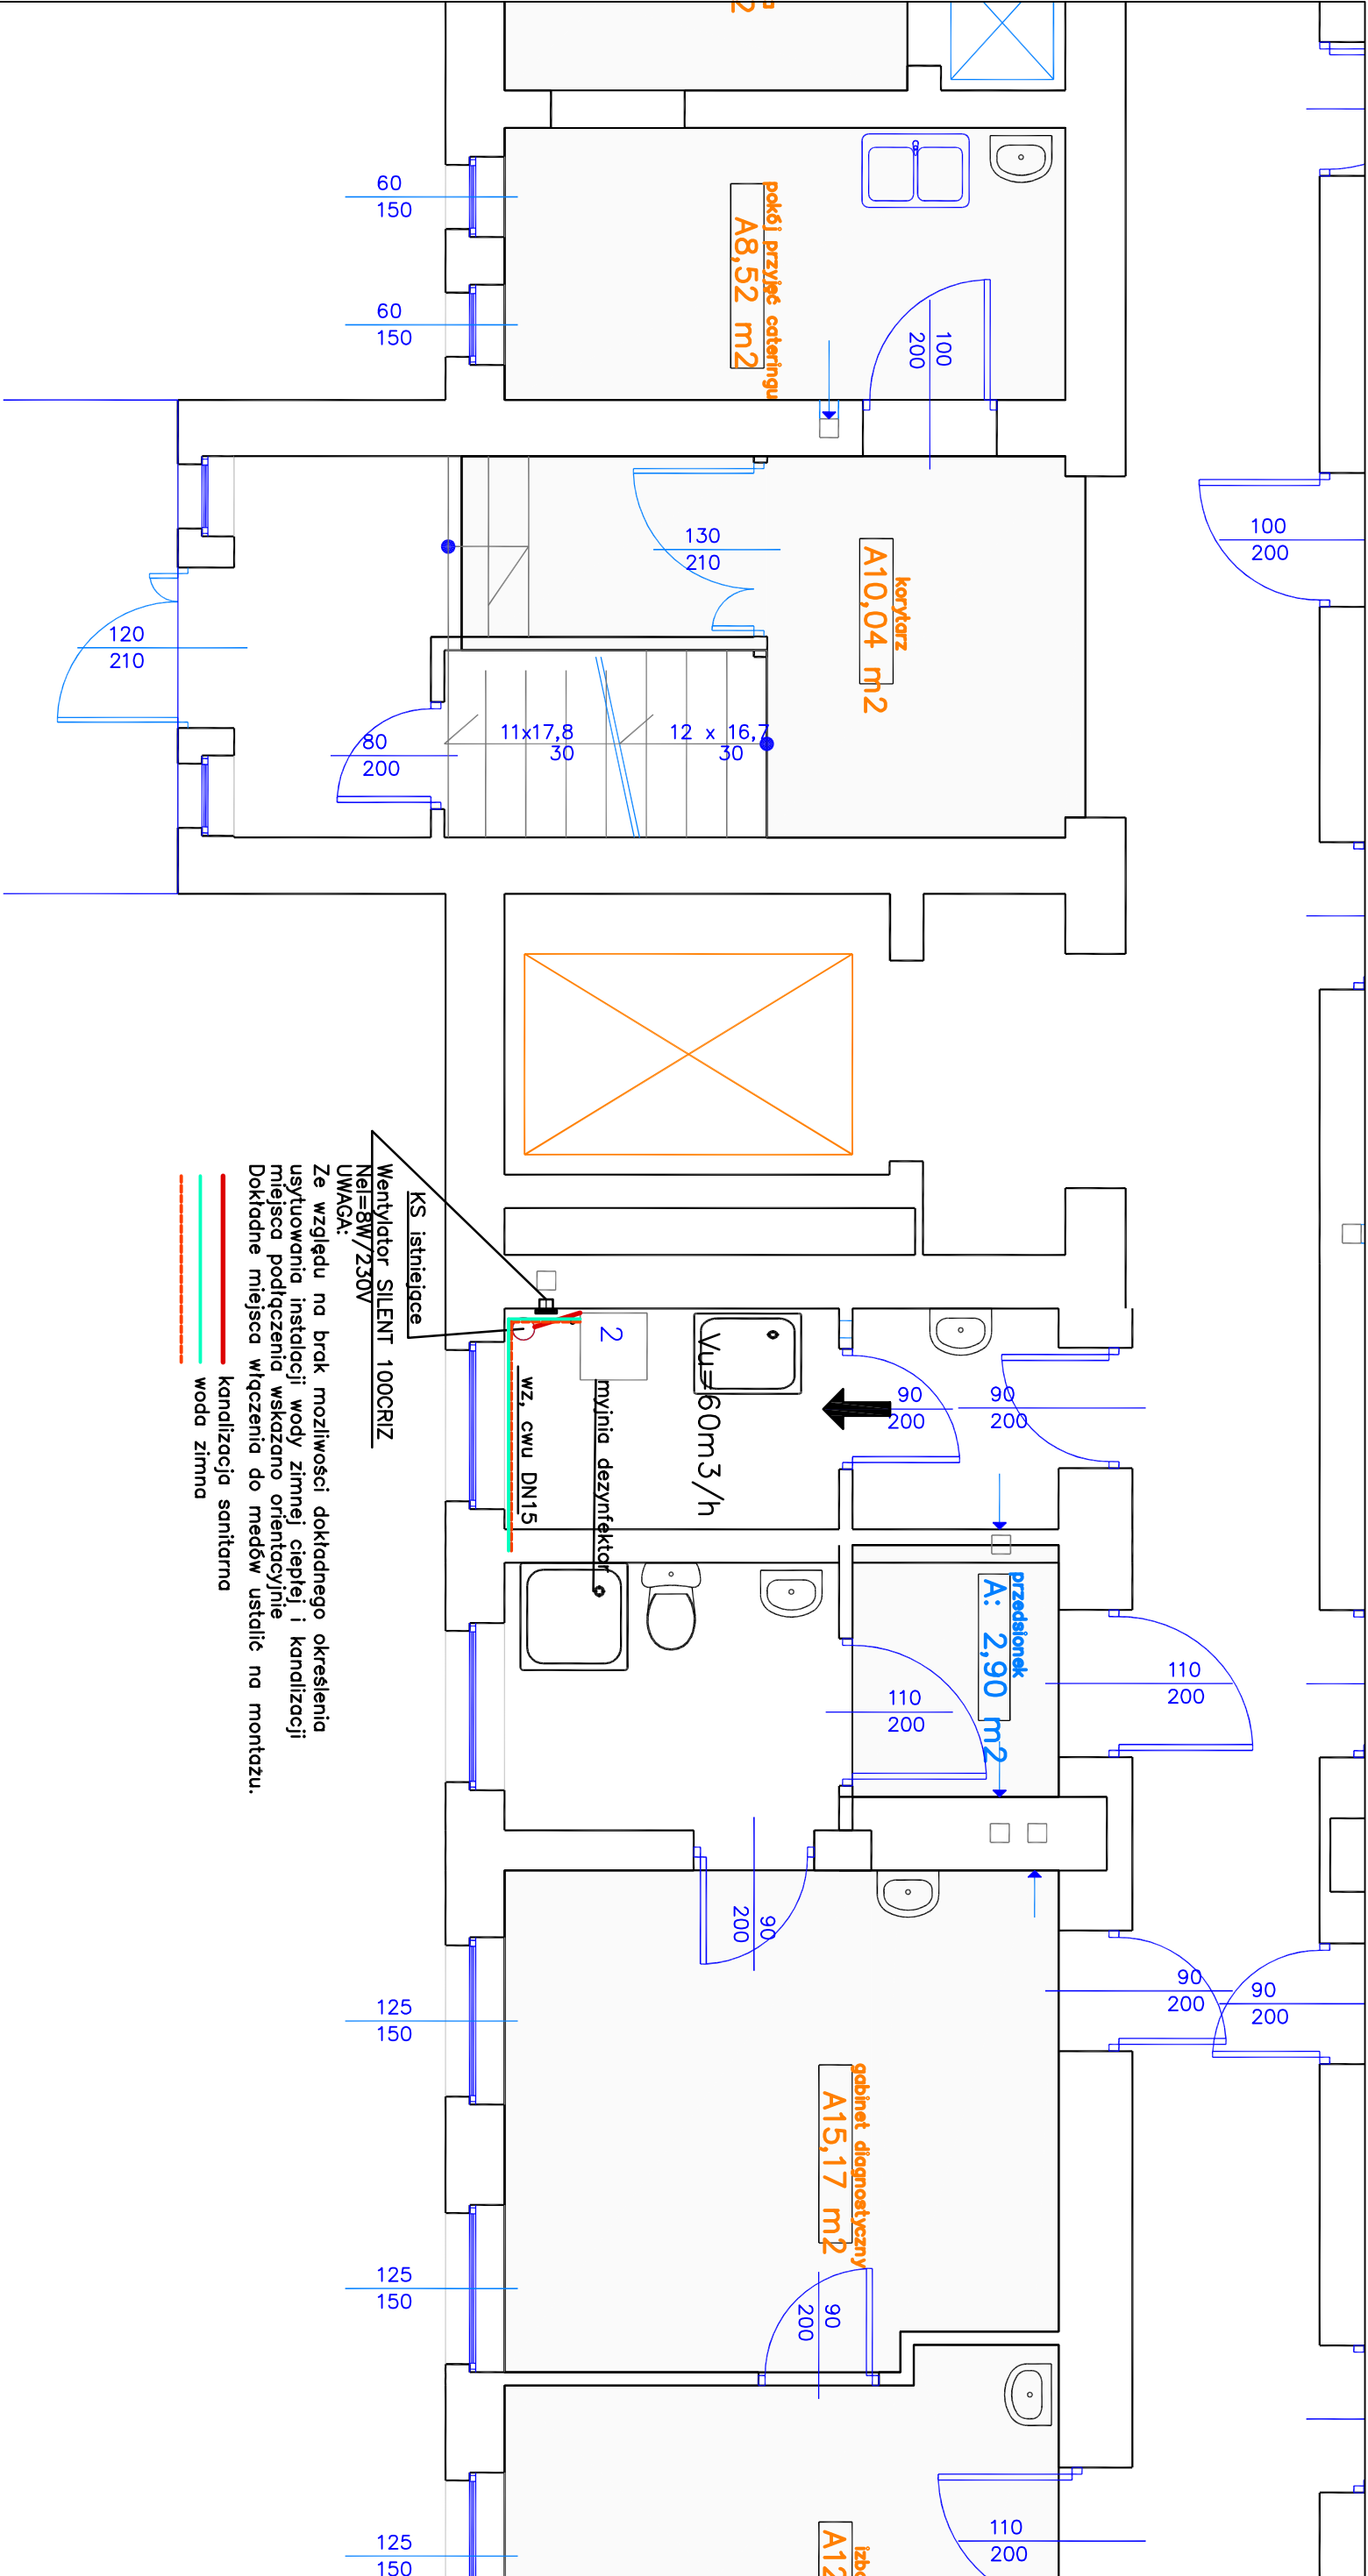 2
60
150
60
150
pokój przyjęć cateringu
A8,52 m2
100
200
130
210
korytarz
A10,04 m2
100
200
120
210
80
200
11x17,8
30
12 x 16,7
30
KS istniejące
Wentylator SILENT 100CRIZ
Nel=8W/230V
UWAGA:
Ze względu na brak mozliwości dokładnego określenia
usytuowania instalacji wody zimnej ciepłej i kanalizacji
miejsca podłączenia wskazano orientacyjnie
Dokładne miejsca włączenia do medów ustalić na montażu.
kanalizacja sanitarna
woda zimna
2
myjnia dezynfektor
wz, cwu DN15
Vu=60m3/h
90
200
90
200
przedsionek
A: 2,90 m2
110
200
110
200
90
200
90
200
90
200
125
150
gabinet diagnostyczny
A15,17 m2
125
150
90
200
110
200
125
150
izba
A12